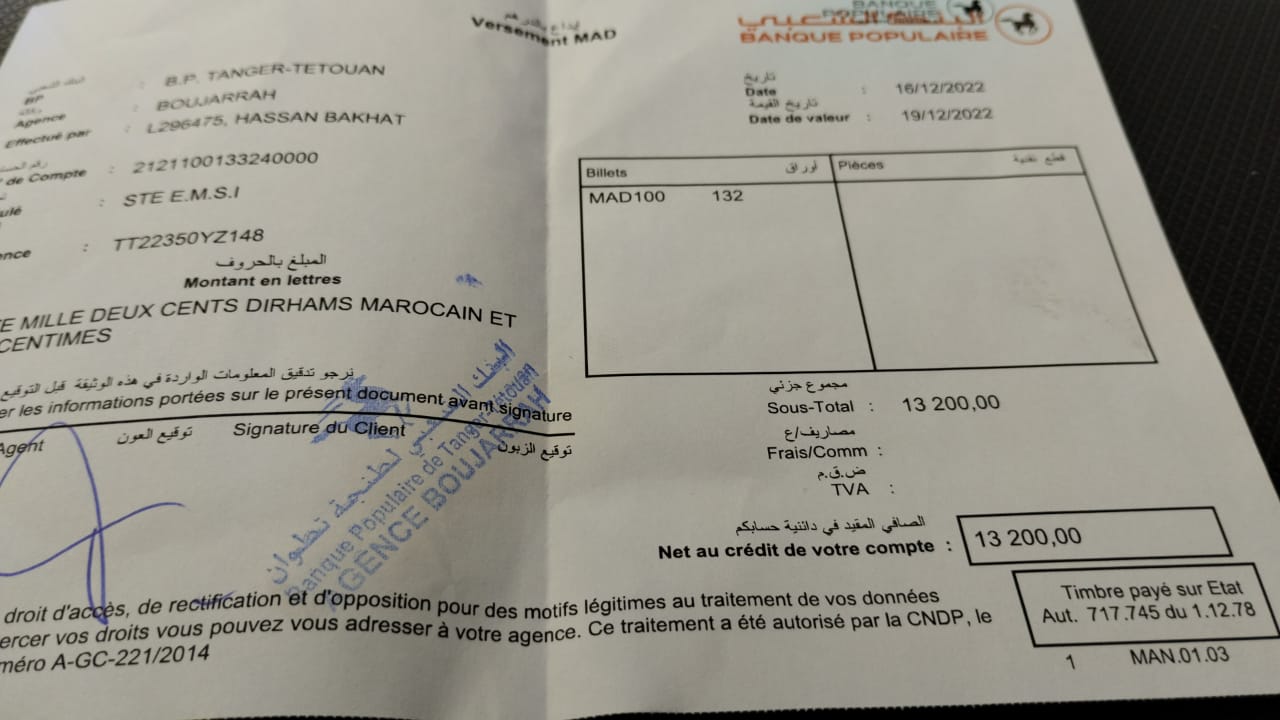 إيداع بالدرهم
Versement MAD
BANQUE
POPULAIRE
البنك الشعبي
BANQUE POPULAIRE
البنك الشعبي
BP : B.P. TANGER-TETOUAN
وكالة
Agence : BOUJARRAH
Effectué par : L296475, HASSAN BAKHAT
رقم الحساب
de Compte : 2121100133240000
ulé : STE E.M.S.I
ence : TT22350YZ148
تاريخ
Date : 16/12/2022
تاريخ القيمة
Date de valeur : 19/12/2022
Billets أوراق Pièces قطع نقدية
MAD100 132
المبلغ بالحروف
Montant en lettres
E MILLE DEUX CENTS DIRHAMS MAROCAIN ET
CENTIMES
نرجو تدقيق المعلومات الواردة في هذه الوثيقة قبل التوقيع
er les informations portées sur le présent document avant signature
Agent توقيع العون Signature du Client توقيع الزبون
البنك الشعبي لطنجة تطوان
Banque Populaire de Tanger-Tétouan
AGENCE BOUJARRAH
مجموع جزئي
Sous-Total : 13 200,00
مصاريف/ع
Frais/Comm :
ض.ق.م
TVA :
الصافي المقيد في دائنية حسابكم
Net au crédit de votre compte : 13 200,00
Timbre payé sur Etat
Aut. 717.745 du 1.12.78
droit d'accès, de rectification et d'opposition pour des motifs légitimes au traitement de vos données
ercer vos droits vous pouvez vous adresser à votre agence. Ce traitement a été autorisé par la CNDP, le
méro A-GC-221/2014
1 MAN.01.03